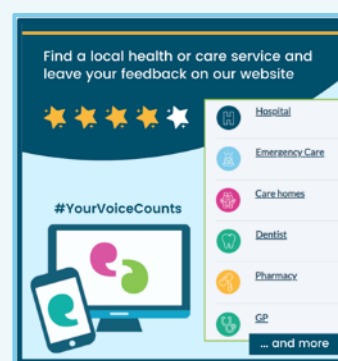 Find a local health or care service and
leave your feedback on our website
Hospital
Emergency Care
Care homes
#YourVoiceCounts
Dentist
Pharmacy
GP
... and more